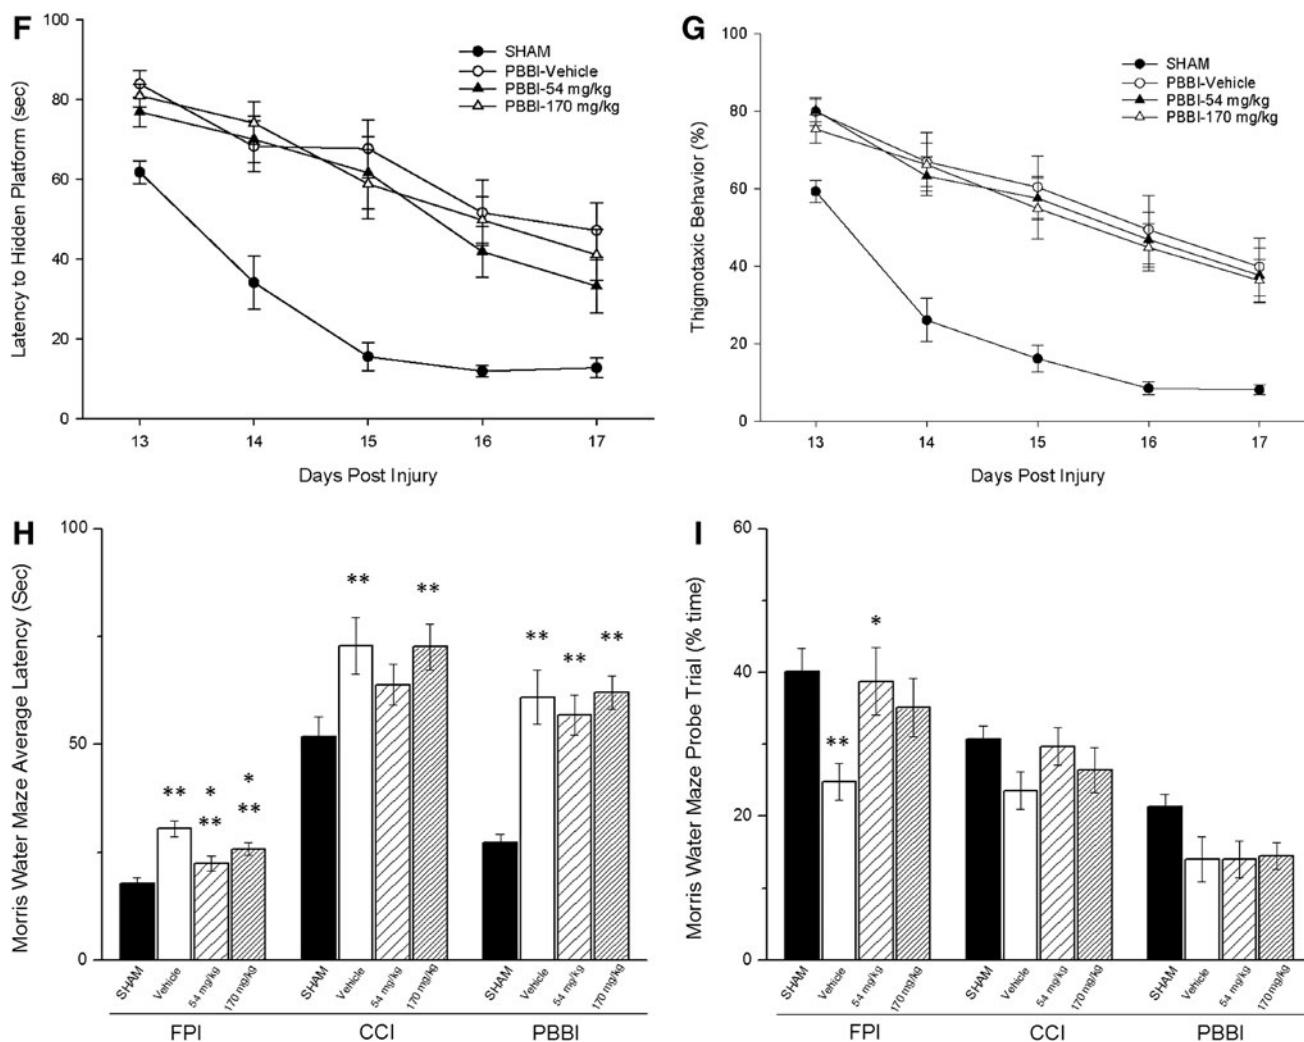 F
100
80
60
40
20
0
Latency to Hidden Platform (sec)
SHAM
PBBI-Vehicle
PBBI-54 mg/kg
PBBI-170 mg/kg
13 14 15 16 17
Days Post Injury
G
100
80
60
40
20
0
Thigmotaxic Behavior (%)
SHAM
PBBI-Vehicle
PBBI-54 mg/kg
PBBI-170 mg/kg
13 14 15 16 17
Days Post Injury
H
100
50
0
Morris Water Maze Average Latency (Sec)
** * ** * ** ** ** ** ** **
SHAM Vehicle 54 mg/kg 170 mg/kg SHAM Vehicle 54 mg/kg 170 mg/kg SHAM Vehicle 54 mg/kg 170 mg/kg
FPI CCI PBBI
I
60
40
20
0
Morris Water Maze Probe Trial (% time)
** *
SHAM Vehicle 54 mg/kg 170 mg/kg SHAM Vehicle 54 mg/kg 170 mg/kg SHAM Vehicle 54 mg/kg 170 mg/kg
FPI CCI PBBI